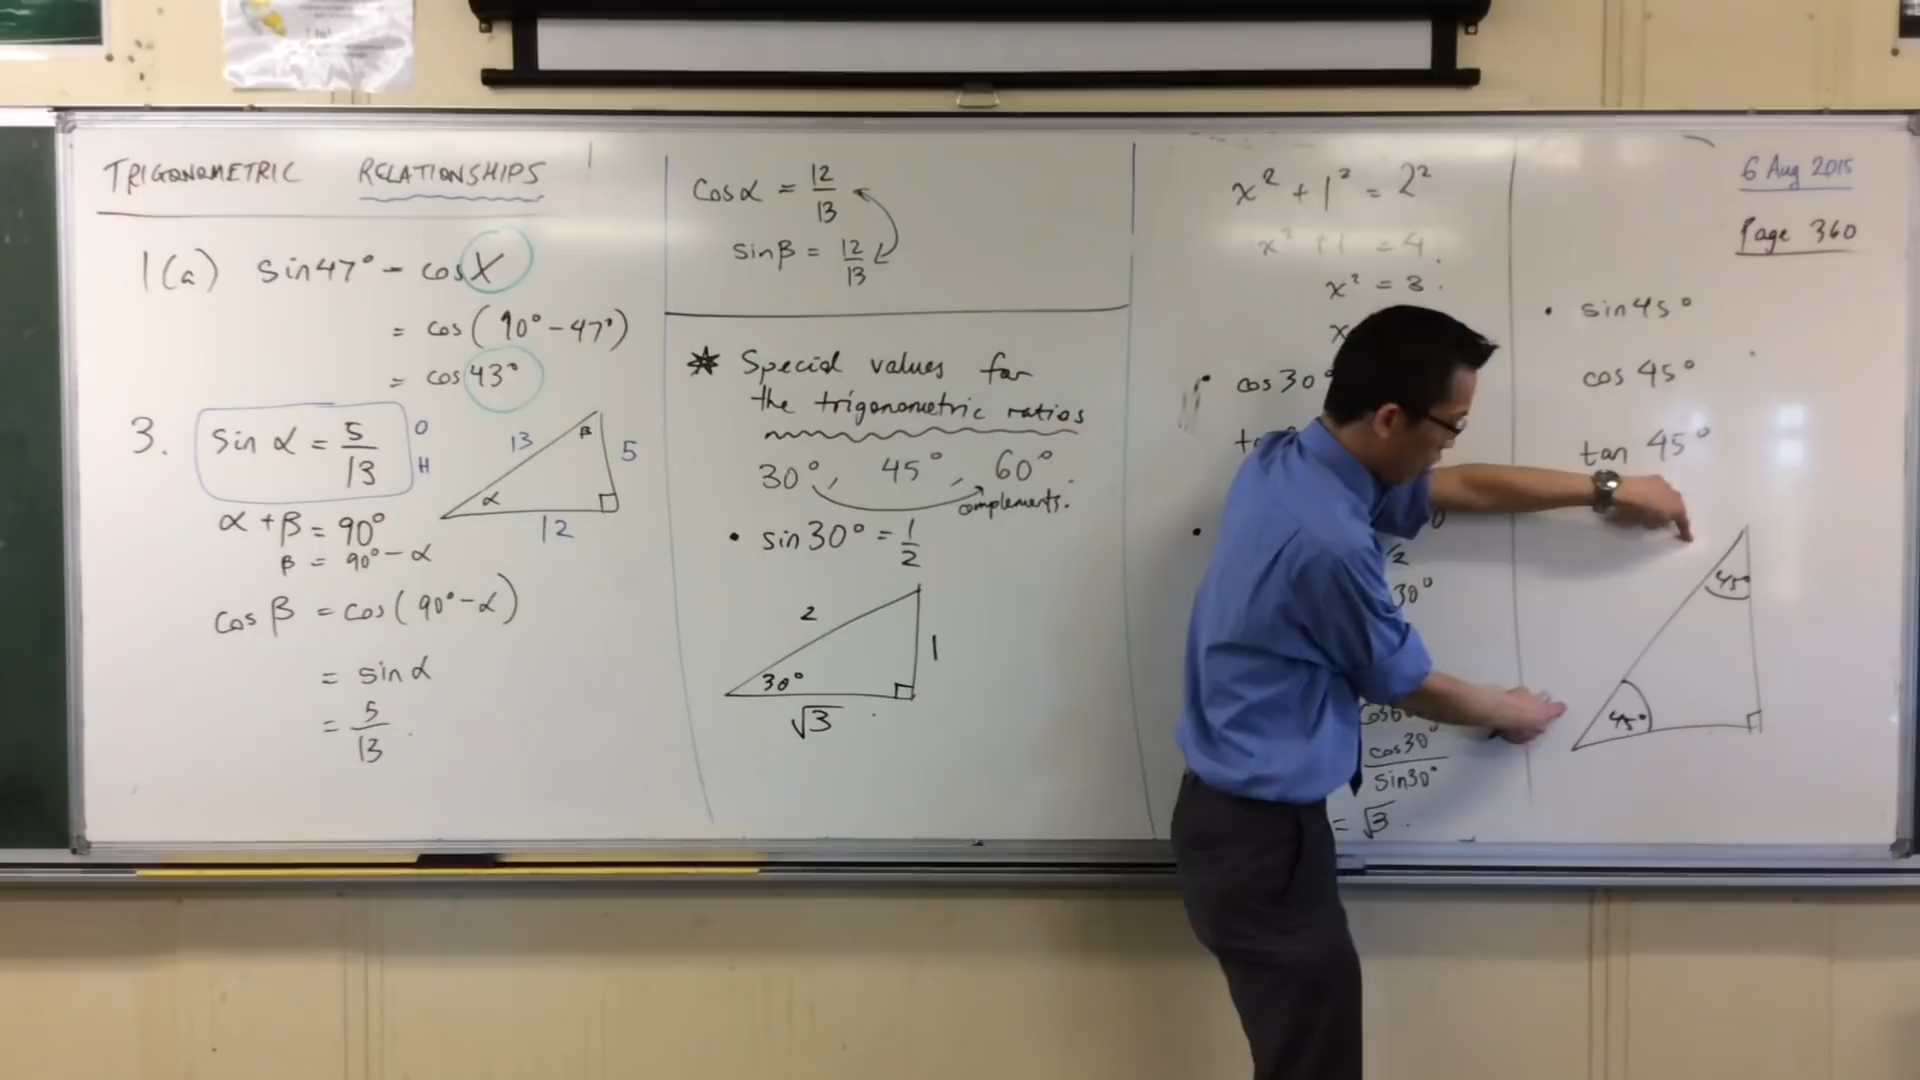 TRIGONOMETRIC RELATIONSHIPS
1(a) sin47° = cos X
= cos(90°-47°)
= cos 43°
3. sin α = 5/13
O
H
13
β
5
α
12
α + β = 90°
β = 90° - α
cos β = cos(90°-α)
= sin α
= 5/13
Cos α = 12/13
sin β = 12/13
★ Special values for
the trigonometric ratios
30°, 45°, 60°.
complements.
• sin 30° = 1/2
2
1
30°
√3
x² + 1² = 2²
x² + 1 = 4
x² = 3
x
• cos 30°
30°
cos30°/sin30°
= √3
6 Aug 2015
Page 360
• sin 45°
cos 45°
tan 45°
45°
45°